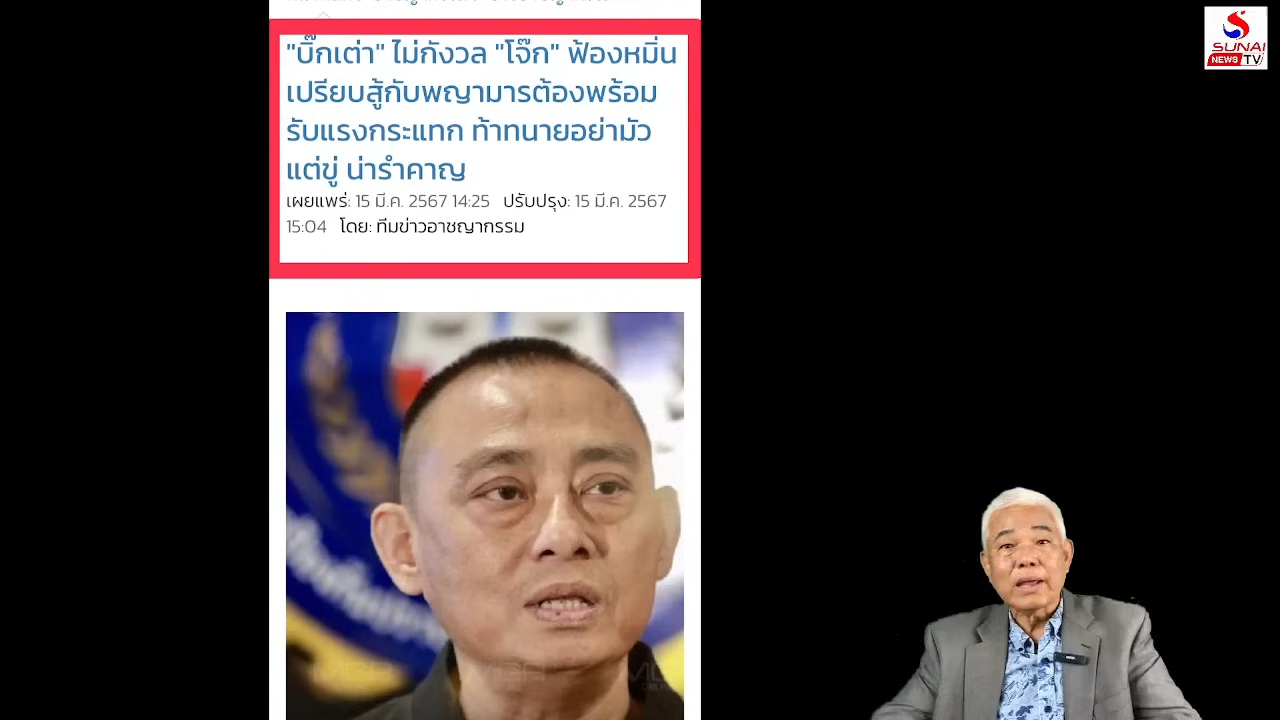 "บิ๊กเต่า" ไม่กังวล "โจ๊ก" ฟ้องหมิ่น
เปรียบสู้กับพญามารต้องพร้อม
รับแรงกระแทก ท้าทนายอย่ามัว
แต่ขู่ น่ารำคาญ
เผยแพร่: 15 มี.ค. 2567 14:25 ปรับปรุง: 15 มี.ค. 2567
15:04 โดย: ทีมข่าวอาชญากรรม
SUNAI
NEWS TV